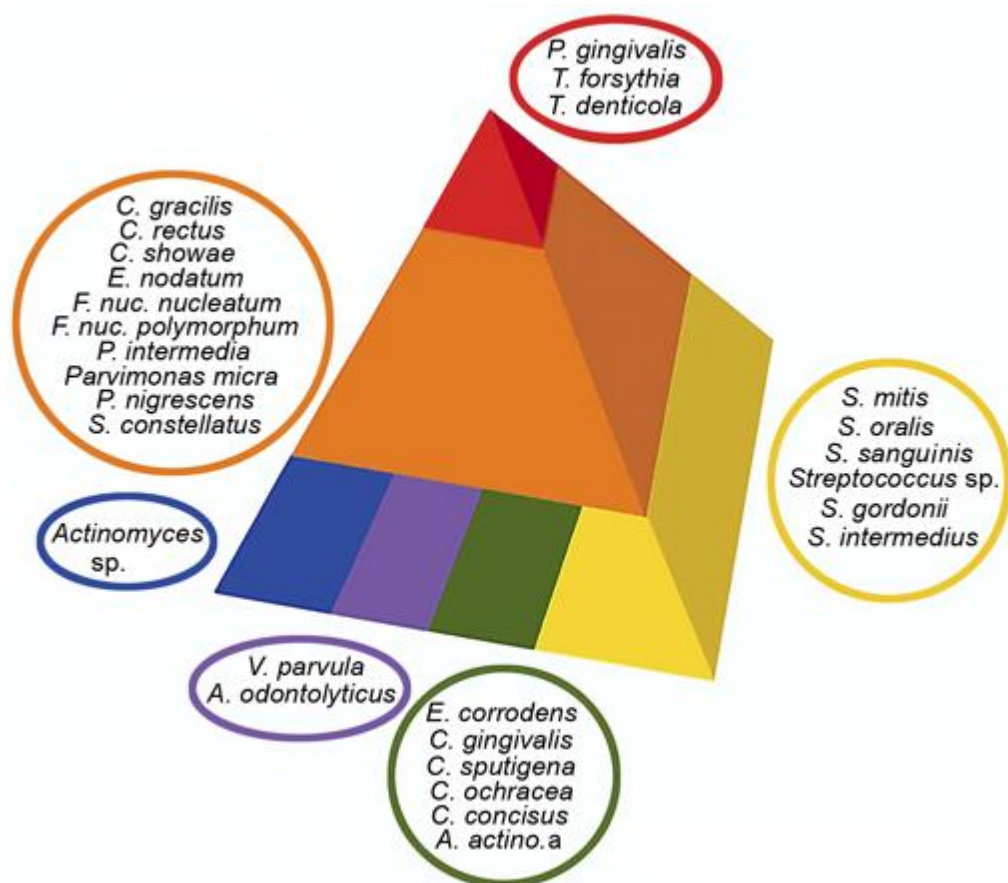 P. gingivalis
T. forsythia
T. denticola
C. gracilis
C. rectus
C. showae
E. nodatum
F. nuc. nucleatum
F. nuc. polymorphum
P. intermedia
Parvimonas micra
P. nigrescens
S. constellatus
S. mitis
S. oralis
S. sanguinis
Streptococcus sp.
S. gordonii
S. intermedius
Actinomyces
sp.
V. parvula
A. odontolyticus
E. corrodens
C. gingivalis
C. sputigena
C. ochracea
C. concisus
A. actino.a